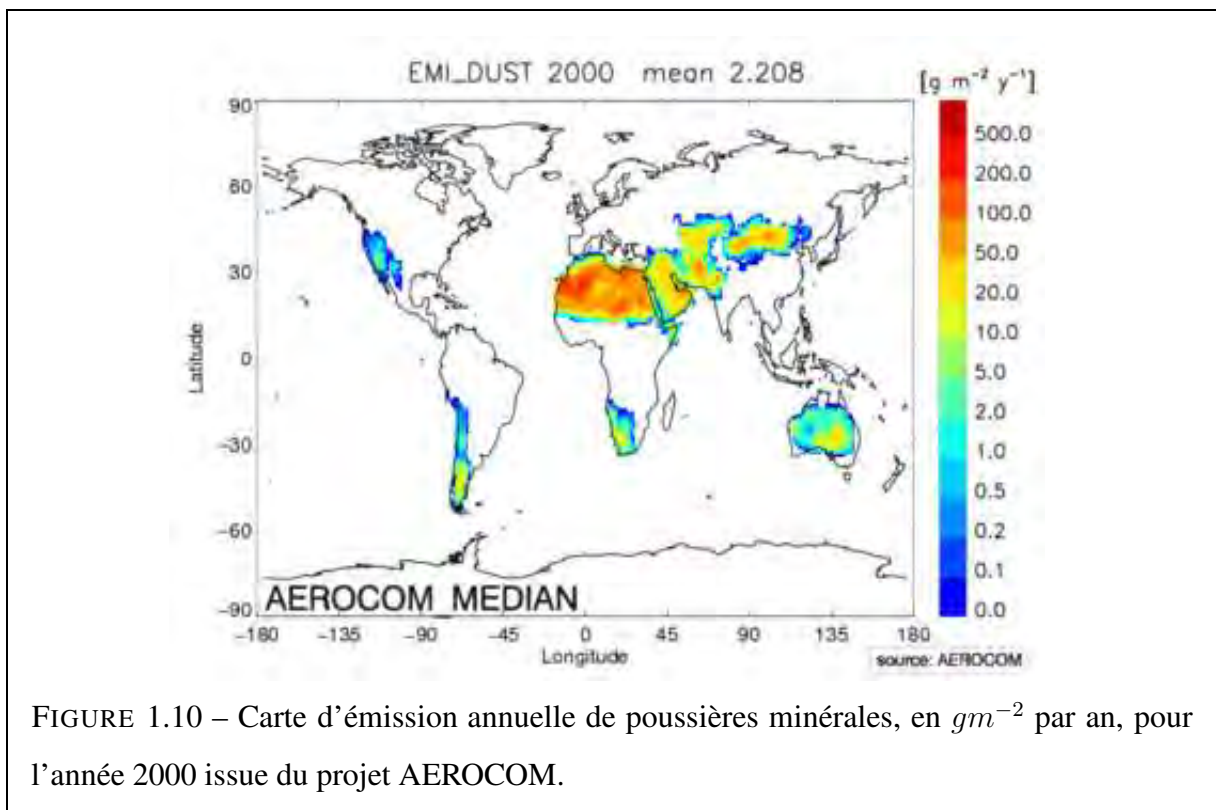 EMI_DUST 2000 mean 2.208
[g m⁻² y⁻¹]
90
60
30
0
−30
−60
−90
Latitude
500.0
200.0
100.0
50.0
20.0
10.0
5.0
2.0
1.0
0.5
0.2
0.1
0.0
AEROCOM_MEDIAN
−180 −135 −90 −45 0 45 90 135 180
Longitude
source: AEROCOM
FIGURE 1.10 – Carte d'émission annuelle de poussières minérales, en gm⁻² par an, pour
l'année 2000 issue du projet AEROCOM.